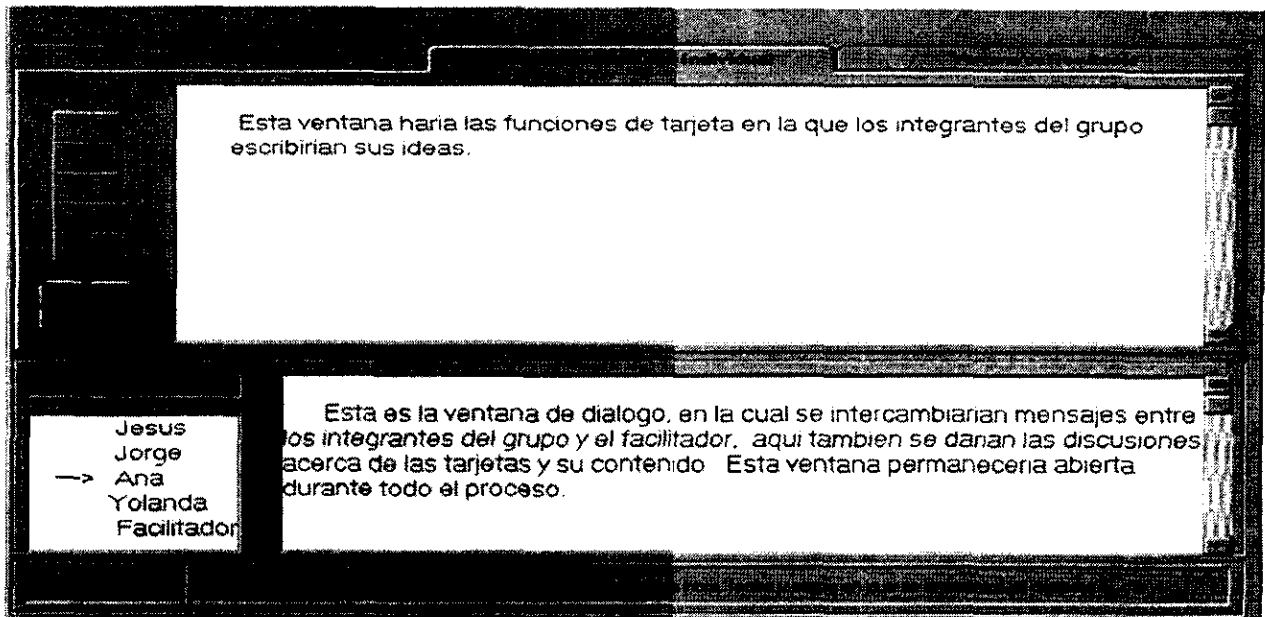 Esta ventana haria las funciones de tarjeta en la que los integrantes del grupo
escribirian sus ideas.
Jesus
Jorge
—> Ana
Yolanda
Facilitador
Esta es la ventana de dialogo, en la cual se intercambiarian mensajes entre
los integrantes del grupo y el facilitador, aqui tambien se darian las discusiones
acerca de las tarjetas y su contenido Esta ventana permaneceria abierta
durante todo el proceso.